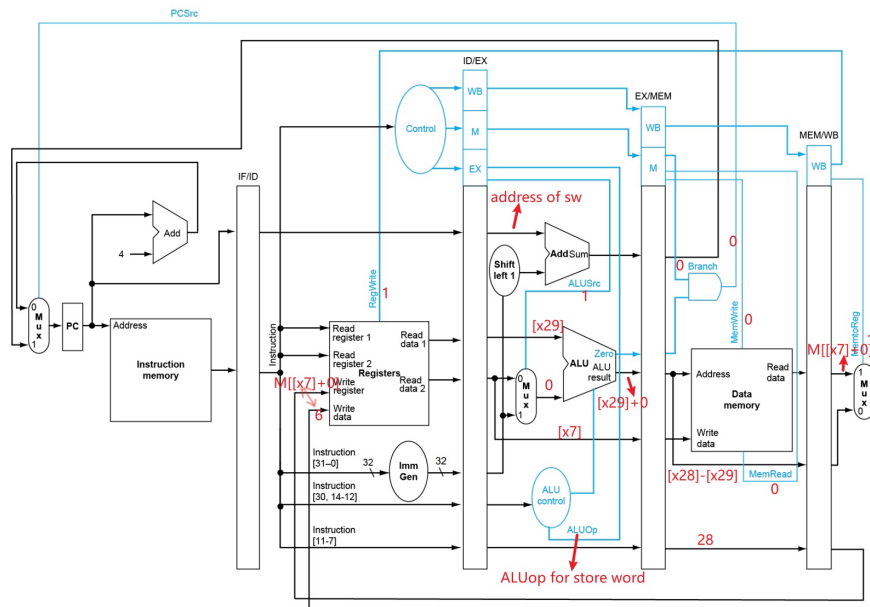 PCSrc
ID/EX
WB
EX/MEM
Control
M
WB
MEM/WB
EX
M
WB
IF/ID
address of sw
Add
4
Add Sum
Shift
left 1
0
0
Branch
ALUSrc
1
RegWrite
1
MemWrite
0
MemtoReg
1
0
M
u
x
1
PC
Address
Instruction
memory
Instruction
Read
register 1
Read
data 1
Read
register 2
Registers
Read
data 2
Write
register
Write
data
M[[x7]+0]
6
[x29]
0
M
u
x
1
0
ALU
Zero
ALU
result
[x29]+0
[x7]
Address
Read
data
Data
memory
Write
data
M[[x7]+0]
1
M
u
x
0
[x28]-[x29]
MemRead
0
Instruction
[31–0]
32
Imm
Gen
32
Instruction
[30, 14-12]
ALU
control
Instruction
[11-7]
ALUOp
28
ALUop for store word